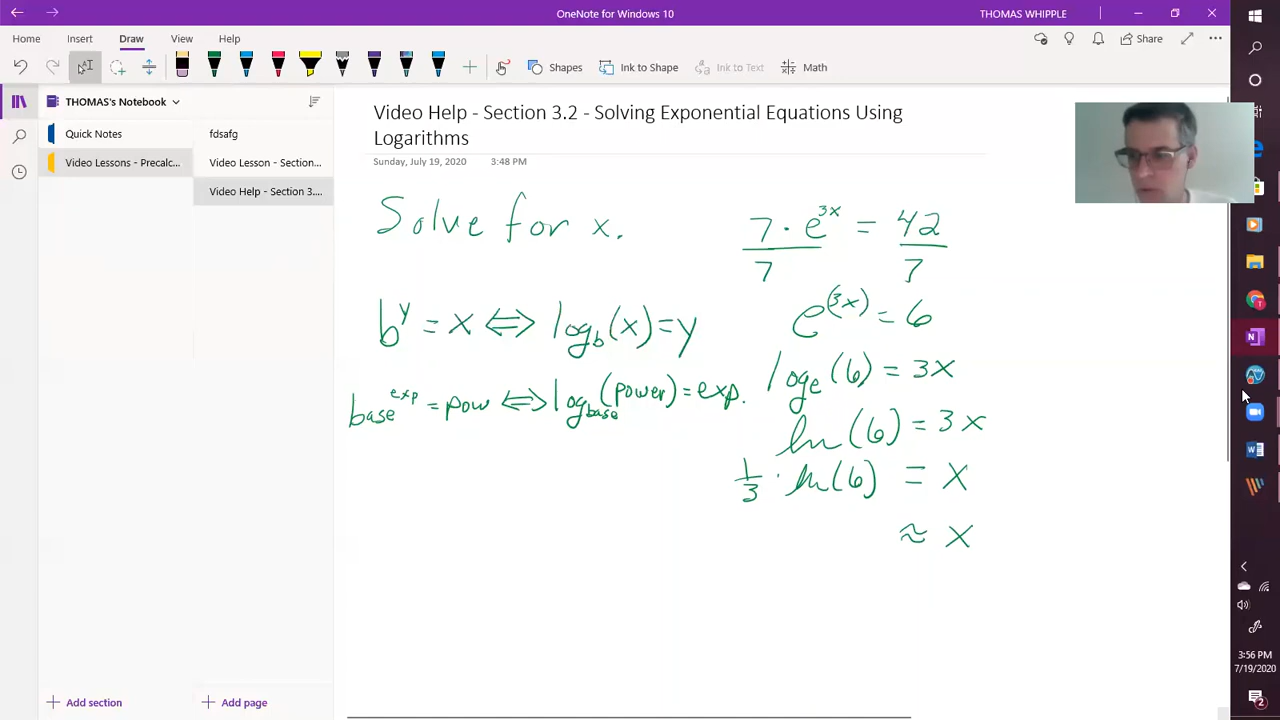 OneNote for Windows 10
THOMAS WHIPPLE
Home Insert Draw View Help
Share
Shapes Ink to Shape Ink to Text Math
THOMAS's Notebook
Quick Notes
Video Lessons - Precalc...
fdsafg
Video Lesson - Section...
Video Help - Section 3....
Video Help - Section 3.2 - Solving Exponential Equations Using
Logarithms
Sunday, July 19, 2020 3:48 PM
Solve for x.
b^y = x ⇔ log_b(x) = y
base^exp = pow ⇔ log_base(power) = exp.
7 · e^3x = 42
7 7
e^(3x) = 6
log_e(6) = 3x
ln(6) = 3x
1/3 · ln(6) = x
≈ x
Add section
Add page
3:56 PM
7/19/2020
2